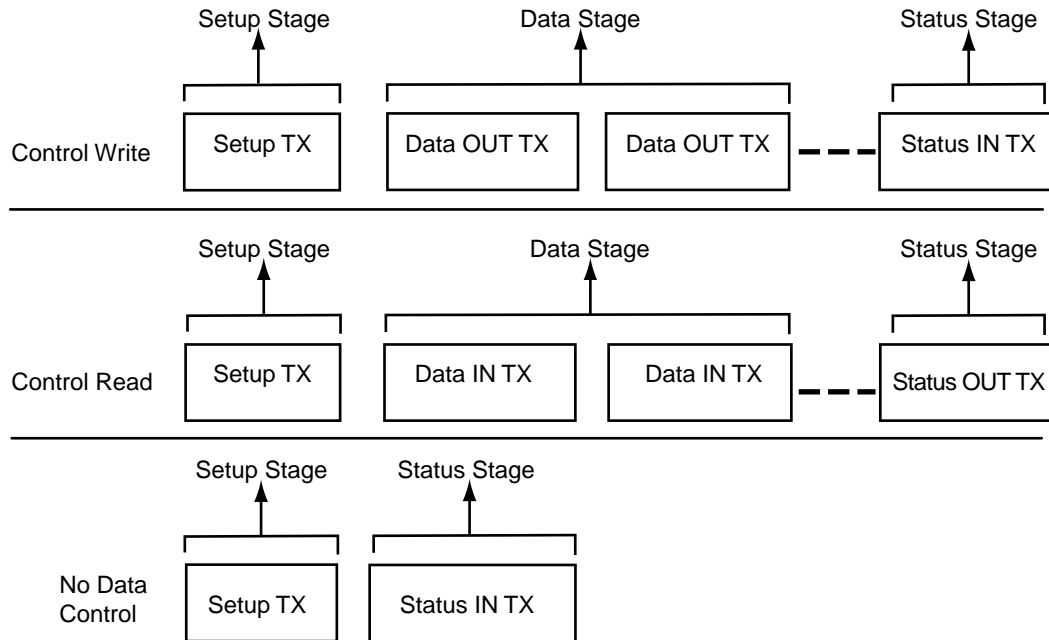 Setup Stage Data Stage Status Stage
Control Write Setup TX Data OUT TX Data OUT TX Status IN TX
Setup Stage Data Stage Status Stage
Control Read Setup TX Data IN TX Data IN TX Status OUT TX
Setup Stage Status Stage
No Data
Control Setup TX Status IN TX